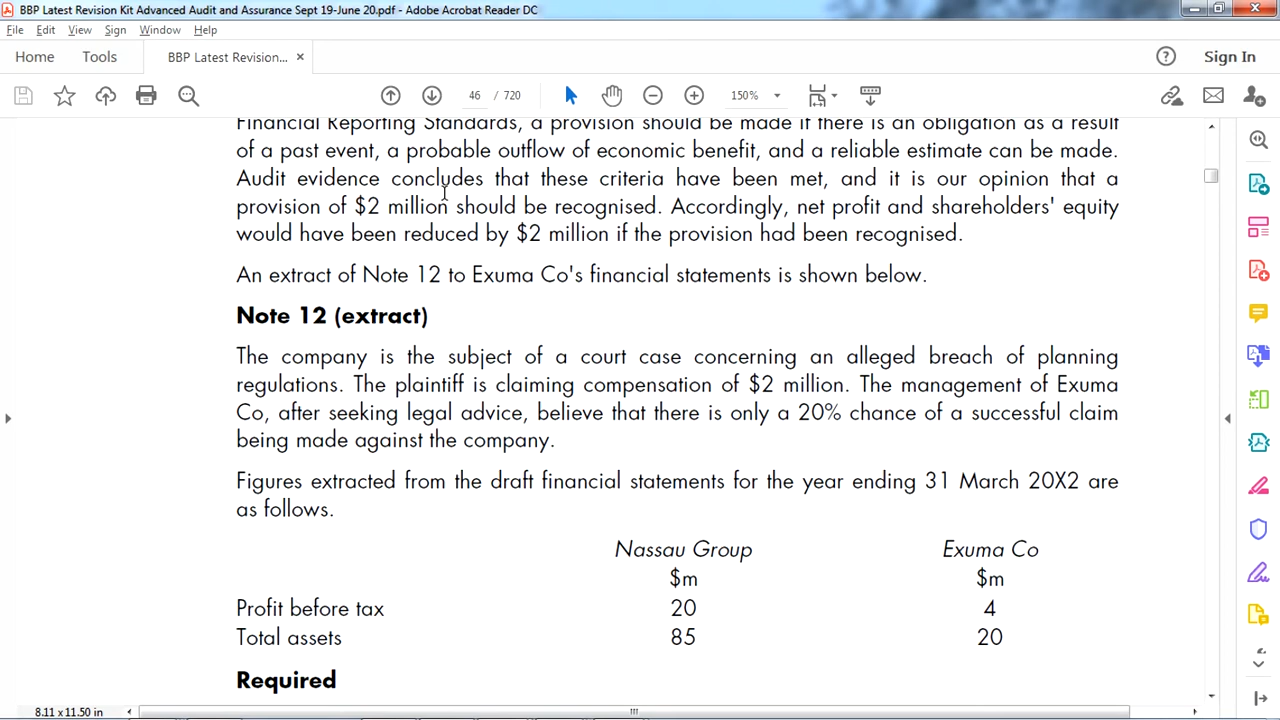 BBP Latest Revision Kit Advanced Audit and Assurance Sept 19-June 20.pdf - Adobe Acrobat Reader DC
File Edit View Sign Window Help
Home Tools BBP Latest Revision... × Sign In
46 / 720 150%
Financial Reporting Standards, a provision should be made if there is an obligation as a result
of a past event, a probable outflow of economic benefit, and a reliable estimate can be made.
Audit evidence concludes that these criteria have been met, and it is our opinion that a
provision of $2 million should be recognised. Accordingly, net profit and shareholders' equity
would have been reduced by $2 million if the provision had been recognised.
An extract of Note 12 to Exuma Co's financial statements is shown below.
Note 12 (extract)
The company is the subject of a court case concerning an alleged breach of planning
regulations. The plaintiff is claiming compensation of $2 million. The management of Exuma
Co, after seeking legal advice, believe that there is only a 20% chance of a successful claim
being made against the company.
Figures extracted from the draft financial statements for the year ending 31 March 20X2 are
as follows.
Nassau Group Exuma Co
$m $m
Profit before tax 20 4
Total assets 85 20
Required
8.11 x 11.50 in